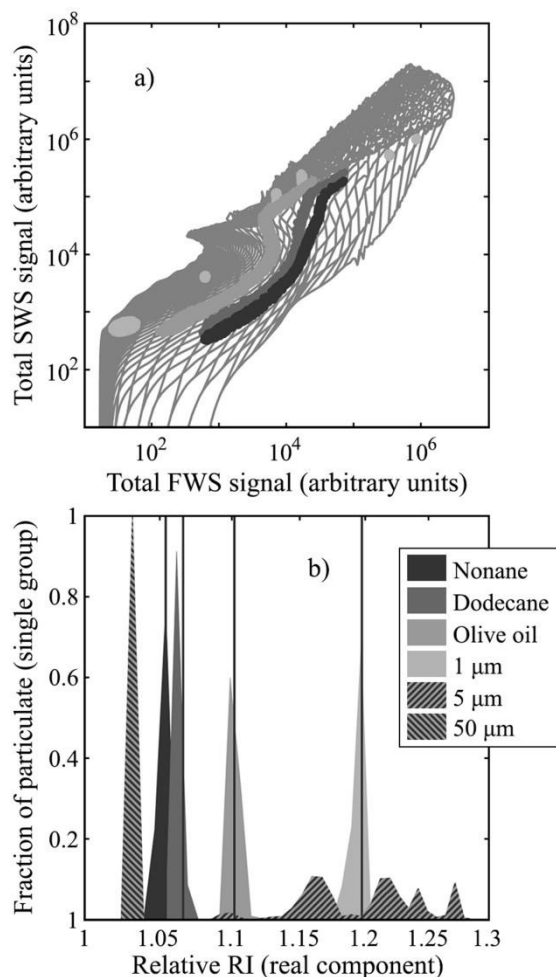 a)
10^8
10^6
10^4
10^2
Total SWS signal (arbitrary units)
10^2 10^4 10^6
Total FWS signal (arbitrary units)
b)
1
0.8
0.6
0.4
0.2
1
Fraction of particulate (single group)
Nonane
Dodecane
Olive oil
1 μm
5 μm
50 μm
1 1.05 1.1 1.15 1.2 1.25 1.3
Relative RI (real component)